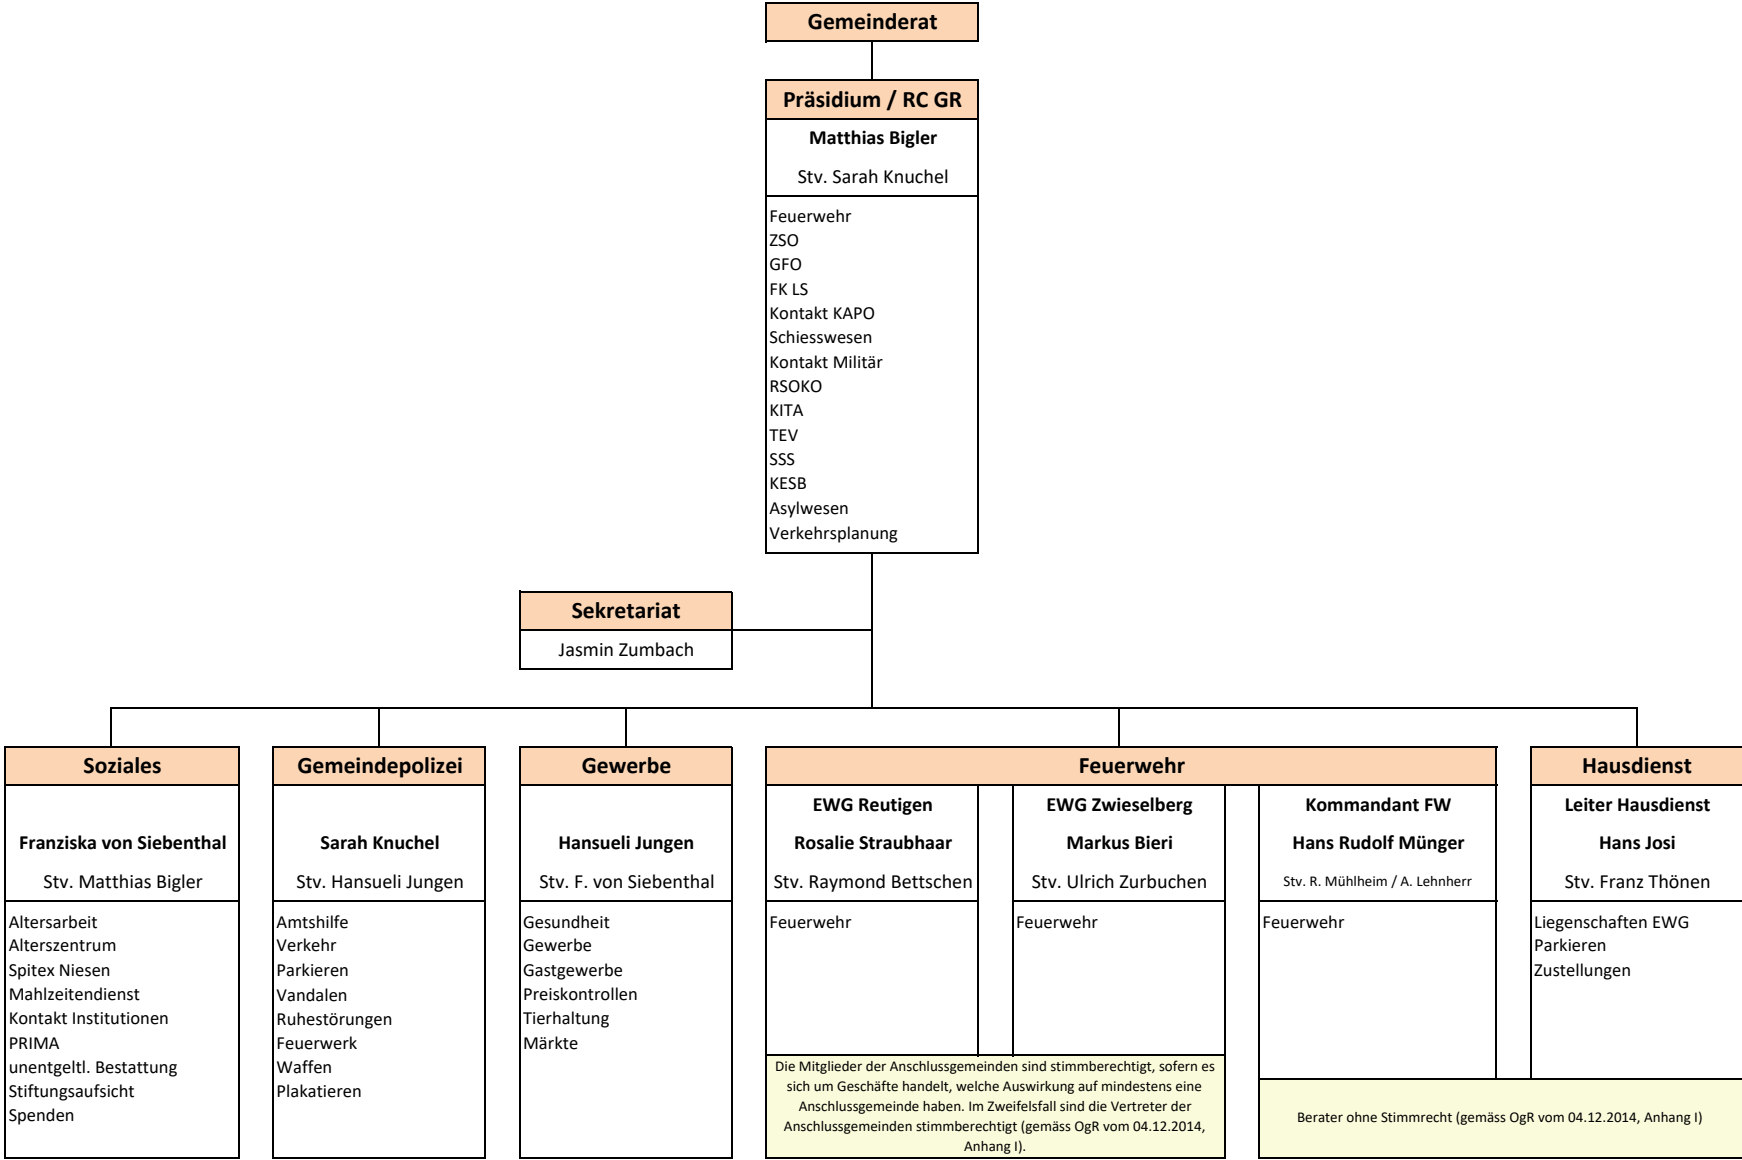 Gemeinderat
Präsidium / RC GR
Matthias Bigler
Stv. Sarah Knuchel
Feuerwehr
ZSO
GFO
FK LS
Kontakt KAPO
Schiesswesen
Kontakt Militär
RSOKO
KITA
TEV
SSS
KESB
Asylwesen
Verkehrsplanung
Sekretariat
Jasmin Zumbach
Soziales
Franziska von Siebenthal
Stv. Matthias Bigler
Altersarbeit
Alterszentrum
Spitex Niesen
Mahlzeitendienst
Kontakt Institutionen
PRIMA
unentgeltl. Bestattung
Stiftungsaufsicht
Spenden
Gemeindepolizei
Sarah Knuchel
Stv. Hansueli Jungen
Amtshilfe
Verkehr
Parkieren
Vandalen
Ruhestörungen
Feuerwerk
Waffen
Plakatieren
Gewerbe
Hansueli Jungen
Stv. F. von Siebenthal
Gesundheit
Gewerbe
Gastgewerbe
Preiskontrollen
Tierhaltung
Märkte
Feuerwehr
EWG Reutigen
Rosalie Straubhaar
Stv. Raymond Bettschen
Feuerwehr
EWG Zwieselberg
Markus Bieri
Stv. Ulrich Zurbuchen
Feuerwehr
Die Mitglieder der Anschlussgemeinden sind stimmberechtigt, sofern es
sich um Geschäfte handelt, welche Auswirkung auf mindestens eine
Anschlussgemeinde haben. Im Zweifelsfall sind die Vertreter der
Anschlussgemeinden stimmberechtigt (gemäss OgR vom 04.12.2014,
Anhang I).
Kommandant FW
Hans Rudolf Münger
Stv. R. Mühlheim / A. Lehnherr
Feuerwehr
Hausdienst
Leiter Hausdienst
Hans Josi
Stv. Franz Thönen
Liegenschaften EWG
Parkieren
Zustellungen
Berater ohne Stimmrecht (gemäss OgR vom 04.12.2014, Anhang I)